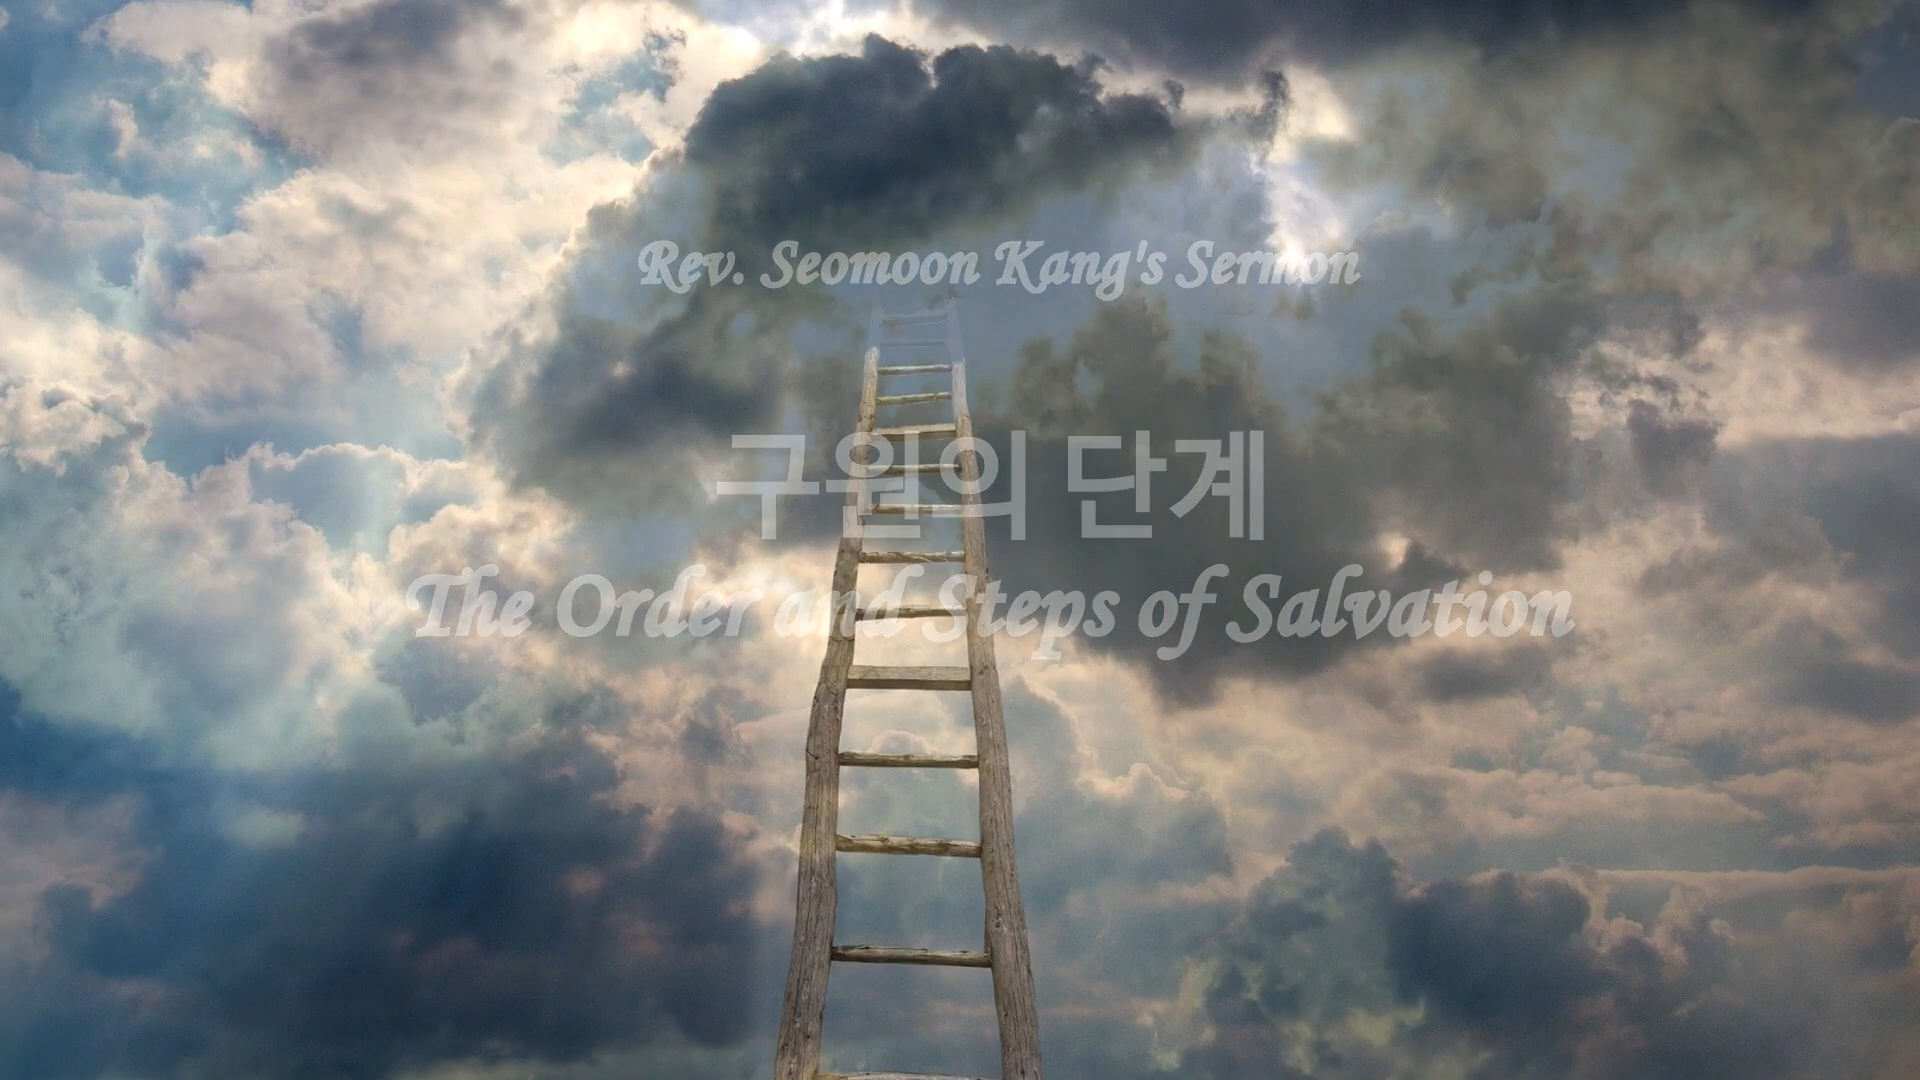 Rev. Seomoon Kang's Sermon
구원의 단계
The Order and Steps of Salvation